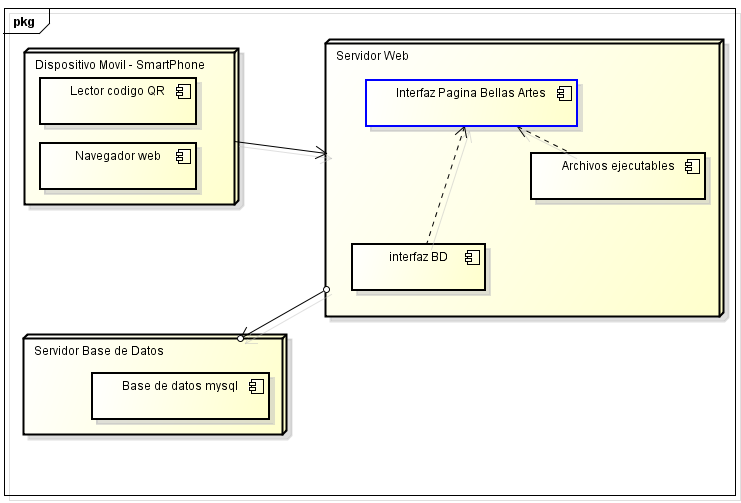 pkg
Dispositivo Movil - SmartPhone
Lector codigo QR
Navegador web
Servidor Web
Interfaz Pagina Bellas Artes
Archivos ejecutables
interfaz BD
Servidor Base de Datos
Base de datos mysql